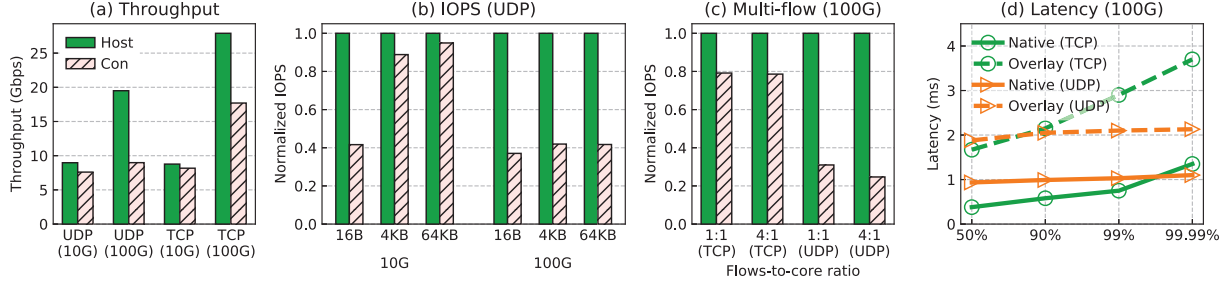 (a) Throughput
Throughput (Gbps)
25
20
15
10
5
0
Host
Con
UDP
(10G)
UDP
(100G)
TCP
(10G)
TCP
(100G)
(b) IOPS (UDP)
Normalized IOPS
1.0
0.8
0.6
0.4
0.2
0.0
16B 4KB 64KB 16B 4KB 64KB
10G 100G
(c) Multi-flow (100G)
Normalized IOPS
1.0
0.8
0.6
0.4
0.2
0.0
1:1
(TCP)
4:1
(TCP)
1:1
(UDP)
4:1
(UDP)
Flows-to-core ratio
(d) Latency (100G)
Latency (ms)
4
3
2
1
0
Native (TCP)
Overlay (TCP)
Native (UDP)
Overlay (UDP)
50% 90% 99% 99.99%